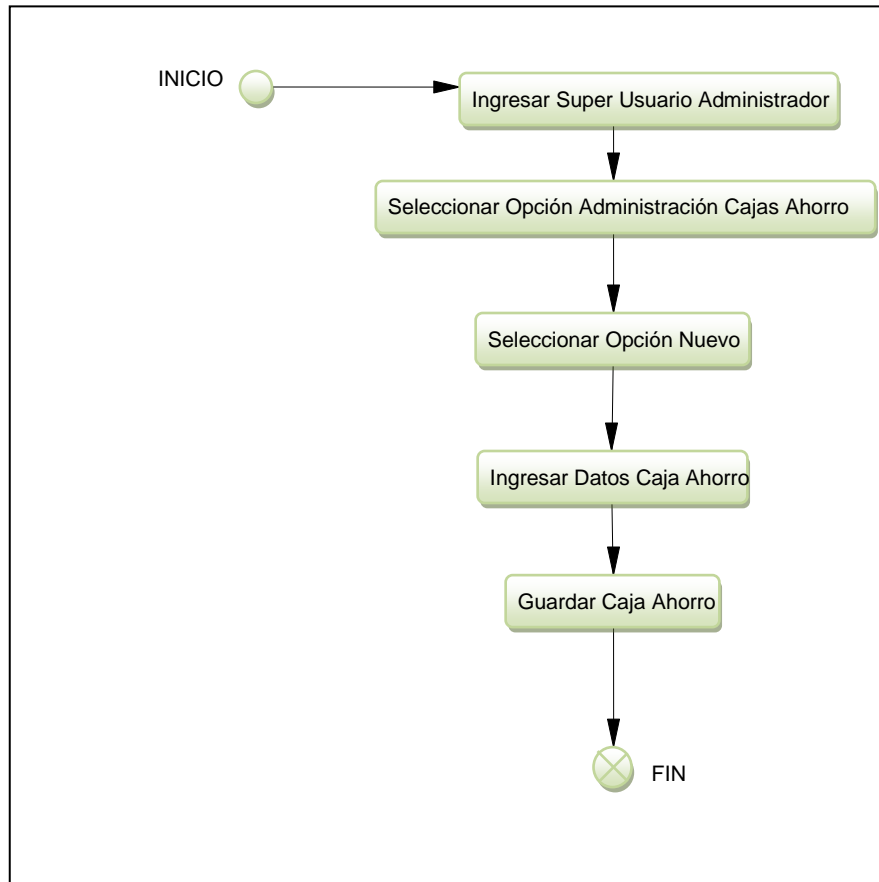 INICIO
Ingresar Super Usuario Administrador
Seleccionar Opción Administración Cajas Ahorro
Seleccionar Opción Nuevo
Ingresar Datos Caja Ahorro
Guardar Caja Ahorro
FIN